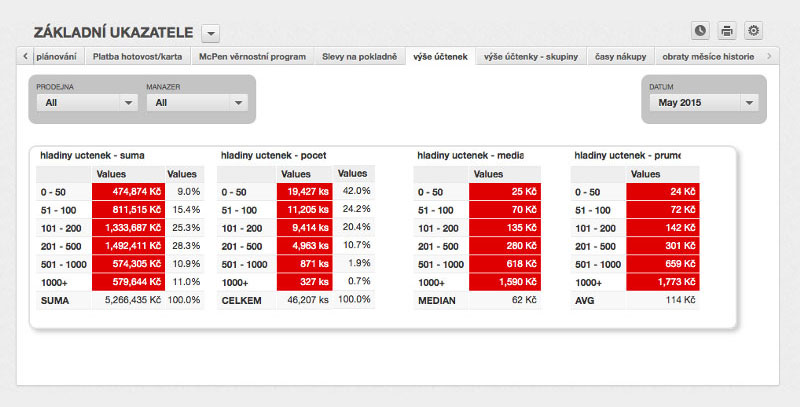 ZÁKLADNÍ UKAZATELE
plánování Platba hotovost/karta McPen věrnostní program Slevy na pokladně výše účtenek výše účtenky - skupiny časy nákupy obraty měsíce historie
PRODEJNA MANAZER DATUM
All All May 2015
hladiny uctenek - suma hladiny uctenek - pocet hladiny uctenek - media hladiny uctenek - prume
Values Values Values Values Values Values
0 - 50 474,874 Kč 9.0% 0 - 50 19,427 ks 42.0% 0 - 50 25 Kč 0 - 50 24 Kč
51 - 100 811,515 Kč 15.4% 51 - 100 11,205 ks 24.2% 51 - 100 70 Kč 51 - 100 72 Kč
101 - 200 1,333,687 Kč 25.3% 101 - 200 9,414 ks 20.4% 101 - 200 135 Kč 101 - 200 142 Kč
201 - 500 1,492,411 Kč 28.3% 201 - 500 4,963 ks 10.7% 201 - 500 280 Kč 201 - 500 301 Kč
501 - 1000 574,305 Kč 10.9% 501 - 1000 871 ks 1.9% 501 - 1000 618 Kč 501 - 1000 659 Kč
1000+ 579,644 Kč 11.0% 1000+ 327 ks 0.7% 1000+ 1,590 Kč 1000+ 1,773 Kč
SUMA 5,266,435 Kč 100.0% CELKEM 46,207 ks 100.0% MEDIAN 62 Kč AVG 114 Kč